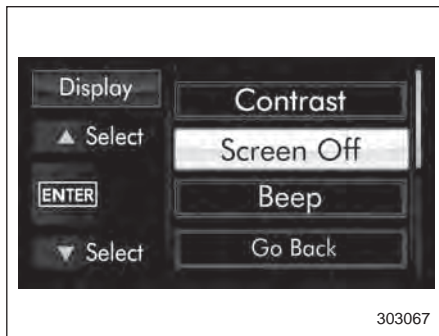 Display
▲ Select
ENTER
▼ Select
Contrast
Screen Off
Beep
Go Back
303067